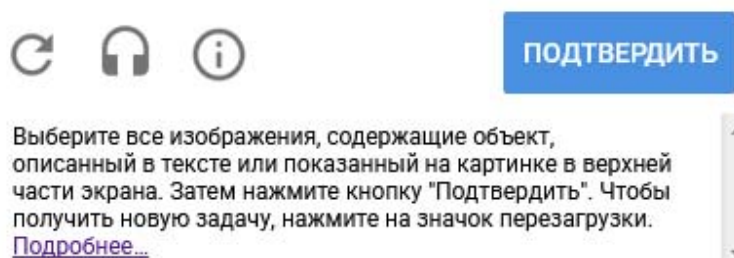 ПОДТВЕРДИТЬ
Выберите все изображения, содержащие объект,
описанный в тексте или показанный на картинке в верхней
части экрана. Затем нажмите кнопку "Подтвердить". Чтобы
получить новую задачу, нажмите на значок перезагрузки.
Подробнее...